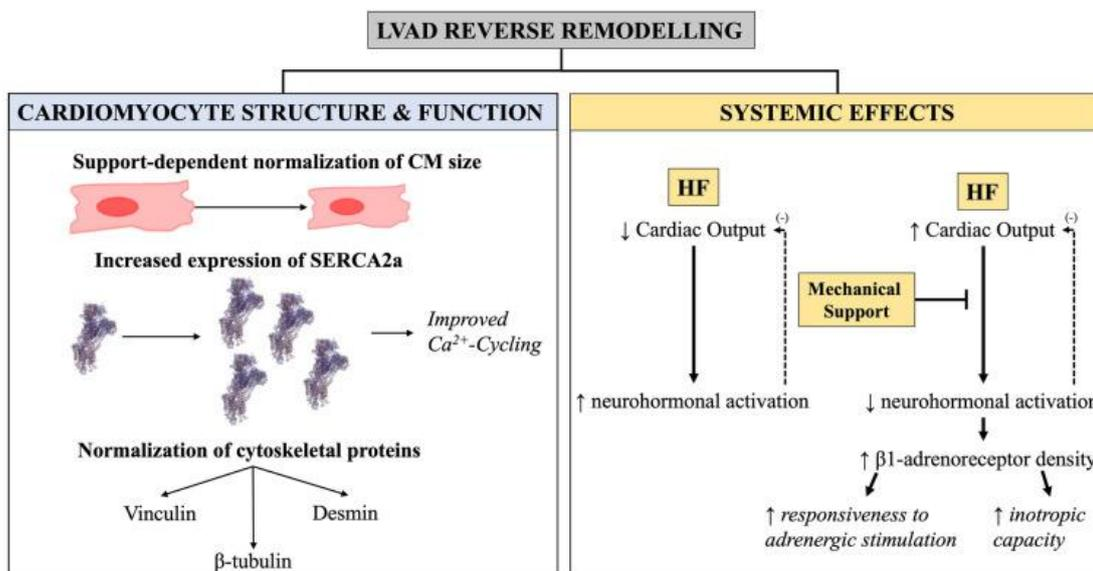 LVAD REVERSE REMODELLING
CARDIOMYOCYTE STRUCTURE & FUNCTION
Support-dependent normalization of CM size
Increased expression of SERCA2a
Improved
Ca²⁺-Cycling
Normalization of cytoskeletal proteins
Vinculin
Desmin
β-tubulin
SYSTEMIC EFFECTS
HF
↓ Cardiac Output
(-)
↑ neurohormonal activation
HF
↑ Cardiac Output
(-)
Mechanical
Support
↓ neurohormonal activation
↑ β1-adrenoreceptor density
↑ responsiveness to
adrenergic stimulation
↑ inotropic
capacity